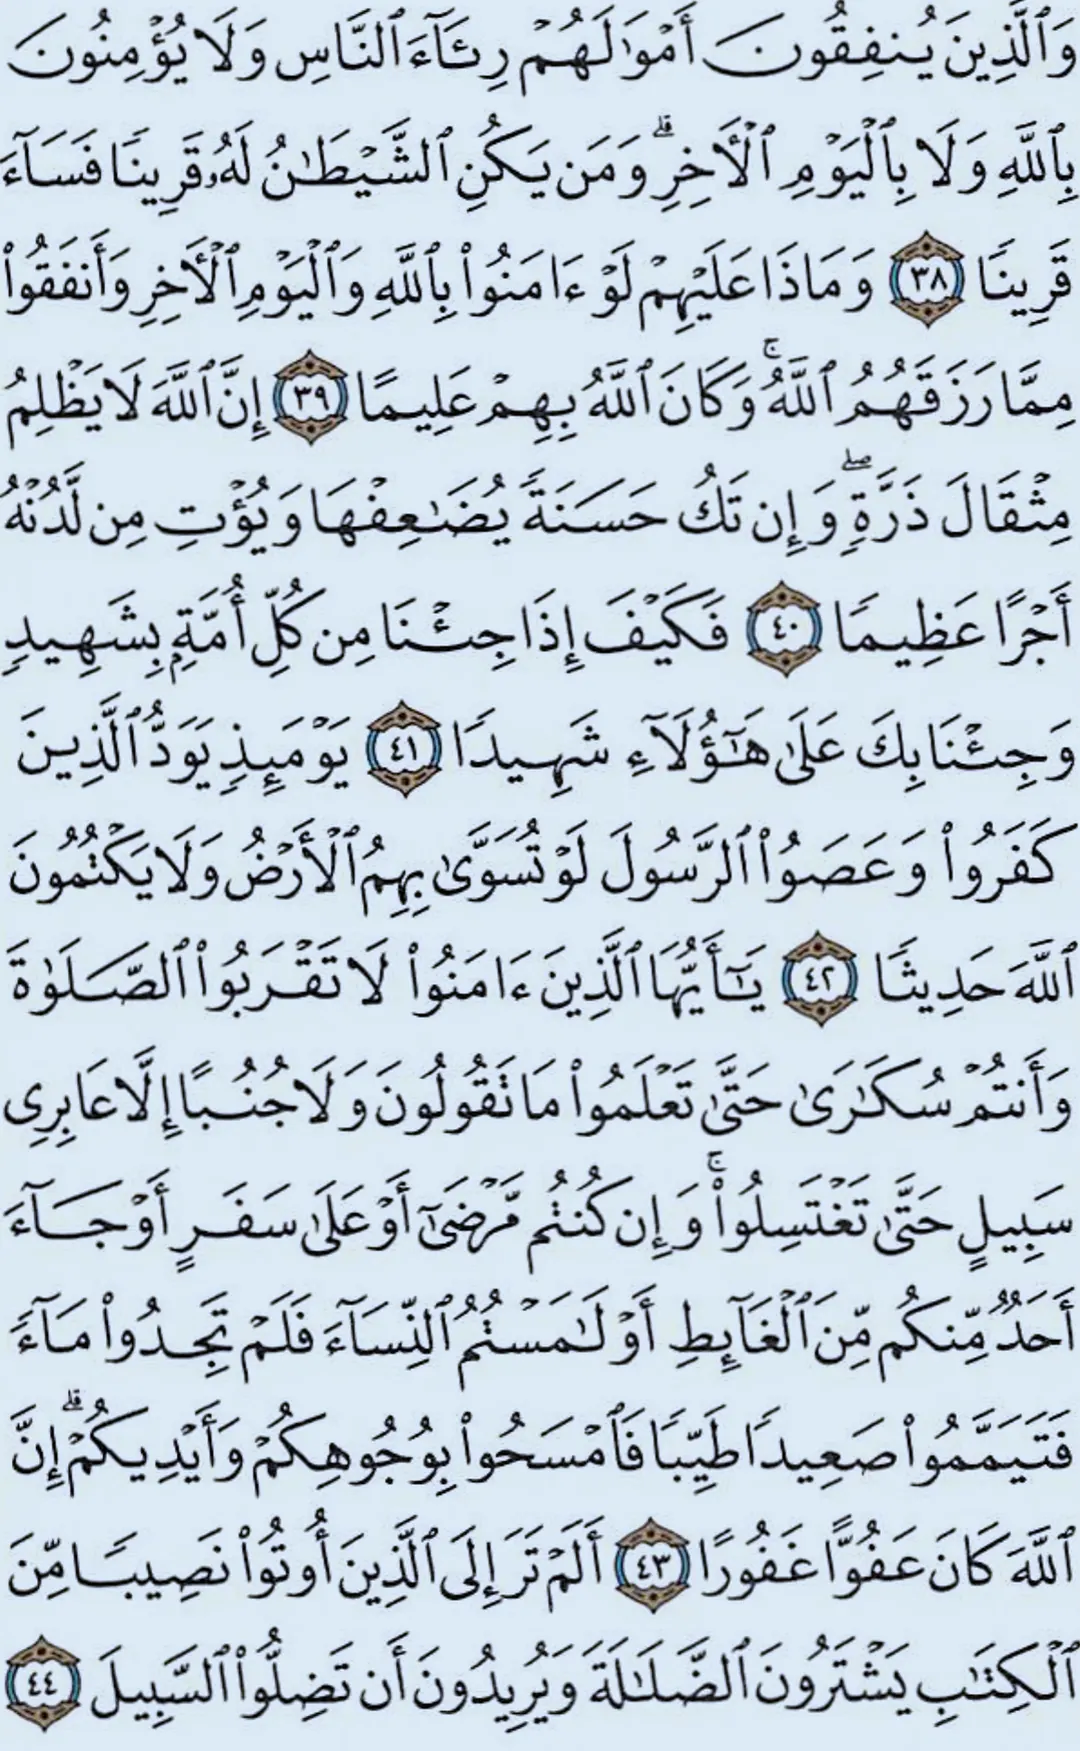 وَٱلَّذِينَ يُنفِقُونَ أَمْوَٰلَهُمْ رِئَآءَ ٱلنَّاسِ وَلَا يُؤْمِنُونَ
بِٱللَّهِ وَلَا بِٱلْيَوْمِ ٱلْأَخِرِ ۗ وَمَن يَكُنِ ٱلشَّيْطَٰنُ لَهُۥ قَرِينًا فَسَآءَ
قَرِينًا ٣٨ وَمَاذَا عَلَيْهِمْ لَوْ ءَامَنُوا۟ بِٱللَّهِ وَٱلْيَوْمِ ٱلْأَخِرِ وَأَنفَقُوا۟
مِمَّا رَزَقَهُمُ ٱللَّهُ ۚ وَكَانَ ٱللَّهُ بِهِمْ عَلِيمًا ٣٩ إِنَّ ٱللَّهَ لَا يَظْلِمُ
مِثْقَالَ ذَرَّةٍ ۖ وَإِن تَكُ حَسَنَةً يُضَٰعِفْهَا وَيُؤْتِ مِن لَّدُنْهُ
أَجْرًا عَظِيمًا ٤٠ فَكَيْفَ إِذَا جِئْنَا مِن كُلِّ أُمَّةٍۭ بِشَهِيدٍ
وَجِئْنَا بِكَ عَلَىٰ هَٰٓؤُلَآءِ شَهِيدًا ٤١ يَوْمَئِذٍ يَوَدُّ ٱلَّذِينَ
كَفَرُوا۟ وَعَصَوُا۟ ٱلرَّسُولَ لَوْ تُسَوَّىٰ بِهِمُ ٱلْأَرْضُ وَلَا يَكْتُمُونَ
ٱللَّهَ حَدِيثًا ٤٢ يَٰٓأَيُّهَا ٱلَّذِينَ ءَامَنُوا۟ لَا تَقْرَبُوا۟ ٱلصَّلَوٰةَ
وَأَنتُمْ سُكَٰرَىٰ حَتَّىٰ تَعْلَمُوا۟ مَا تَقُولُونَ وَلَا جُنُبًا إِلَّا عَابِرِى
سَبِيلٍ حَتَّىٰ تَغْتَسِلُوا۟ ۚ وَإِن كُنتُم مَّرْضَىٰٓ أَوْ عَلَىٰ سَفَرٍ أَوْ جَآءَ
أَحَدٌ مِّنكُم مِّنَ ٱلْغَآئِطِ أَوْ لَٰمَسْتُمُ ٱلنِّسَآءَ فَلَمْ تَجِدُوا۟ مَآءً
فَتَيَمَّمُوا۟ صَعِيدًا طَيِّبًا فَٱمْسَحُوا۟ بِوُجُوهِكُمْ وَأَيْدِيكُمْ ۗ إِنَّ
ٱللَّهَ كَانَ عَفُوًّا غَفُورًا ٤٣ أَلَمْ تَرَ إِلَى ٱلَّذِينَ أُوتُوا۟ نَصِيبًا مِّنَ
ٱلْكِتَٰبِ يَشْتَرُونَ ٱلضَّلَٰلَةَ وَيُرِيدُونَ أَن تَضِلُّوا۟ ٱلسَّبِيلَ ٤٤